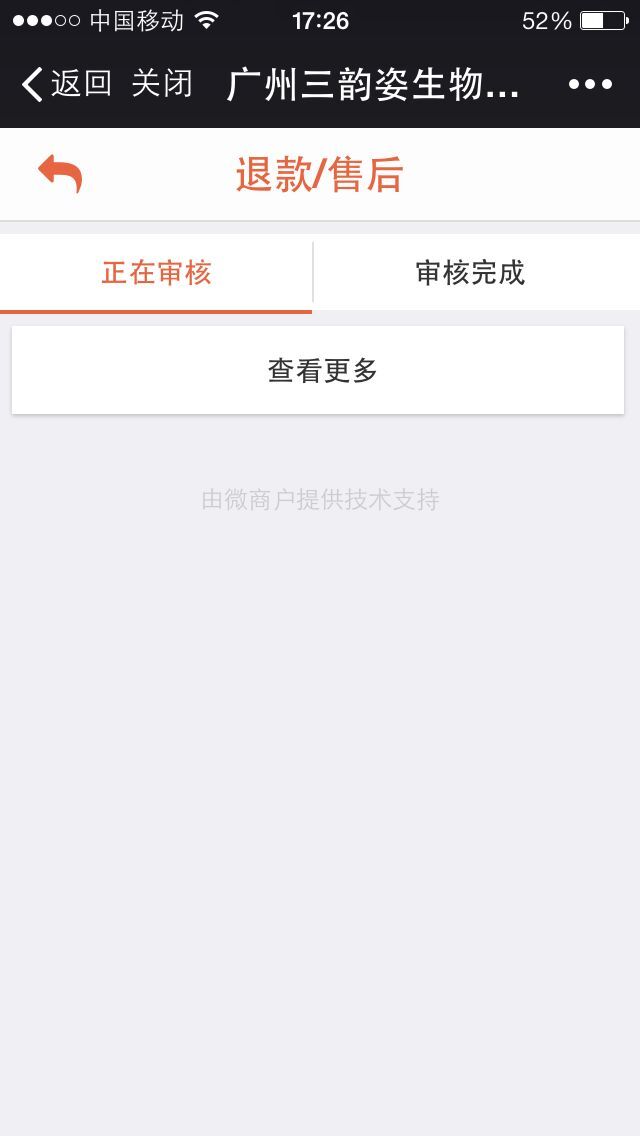 中国移动 17:26 52%
返回 关闭 广州三韵姿生物...
退款/售后
正在审核 审核完成
查看更多
由微商户提供技术支持